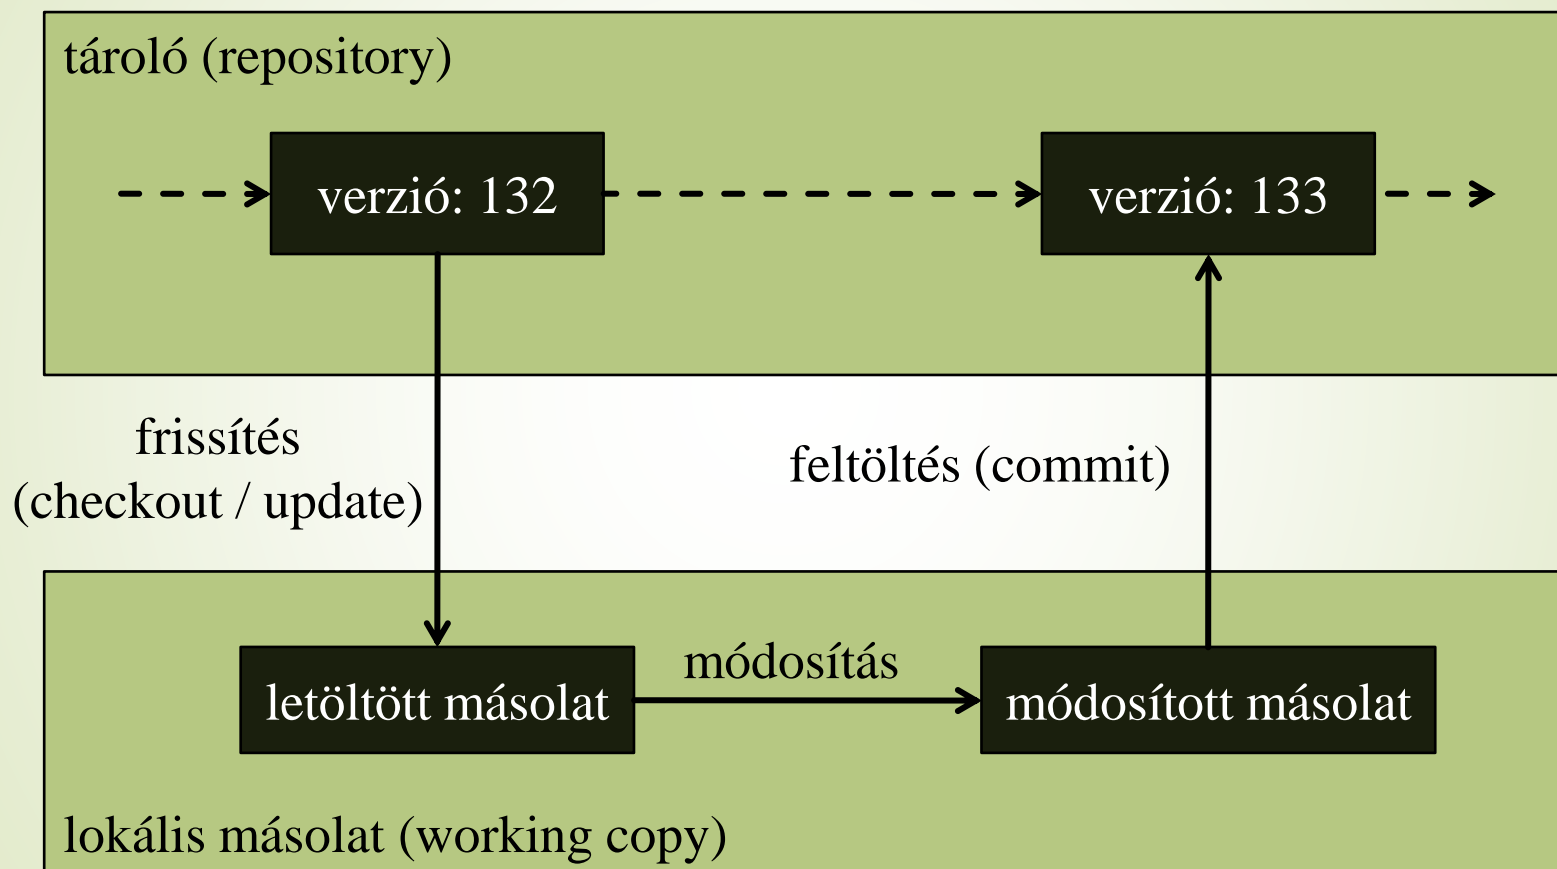 tároló (repository)
verzió: 132
verzió: 133
frissítés
(checkout / update)
feltöltés (commit)
letöltött másolat
módosítás
módosított másolat
lokális másolat (working copy)